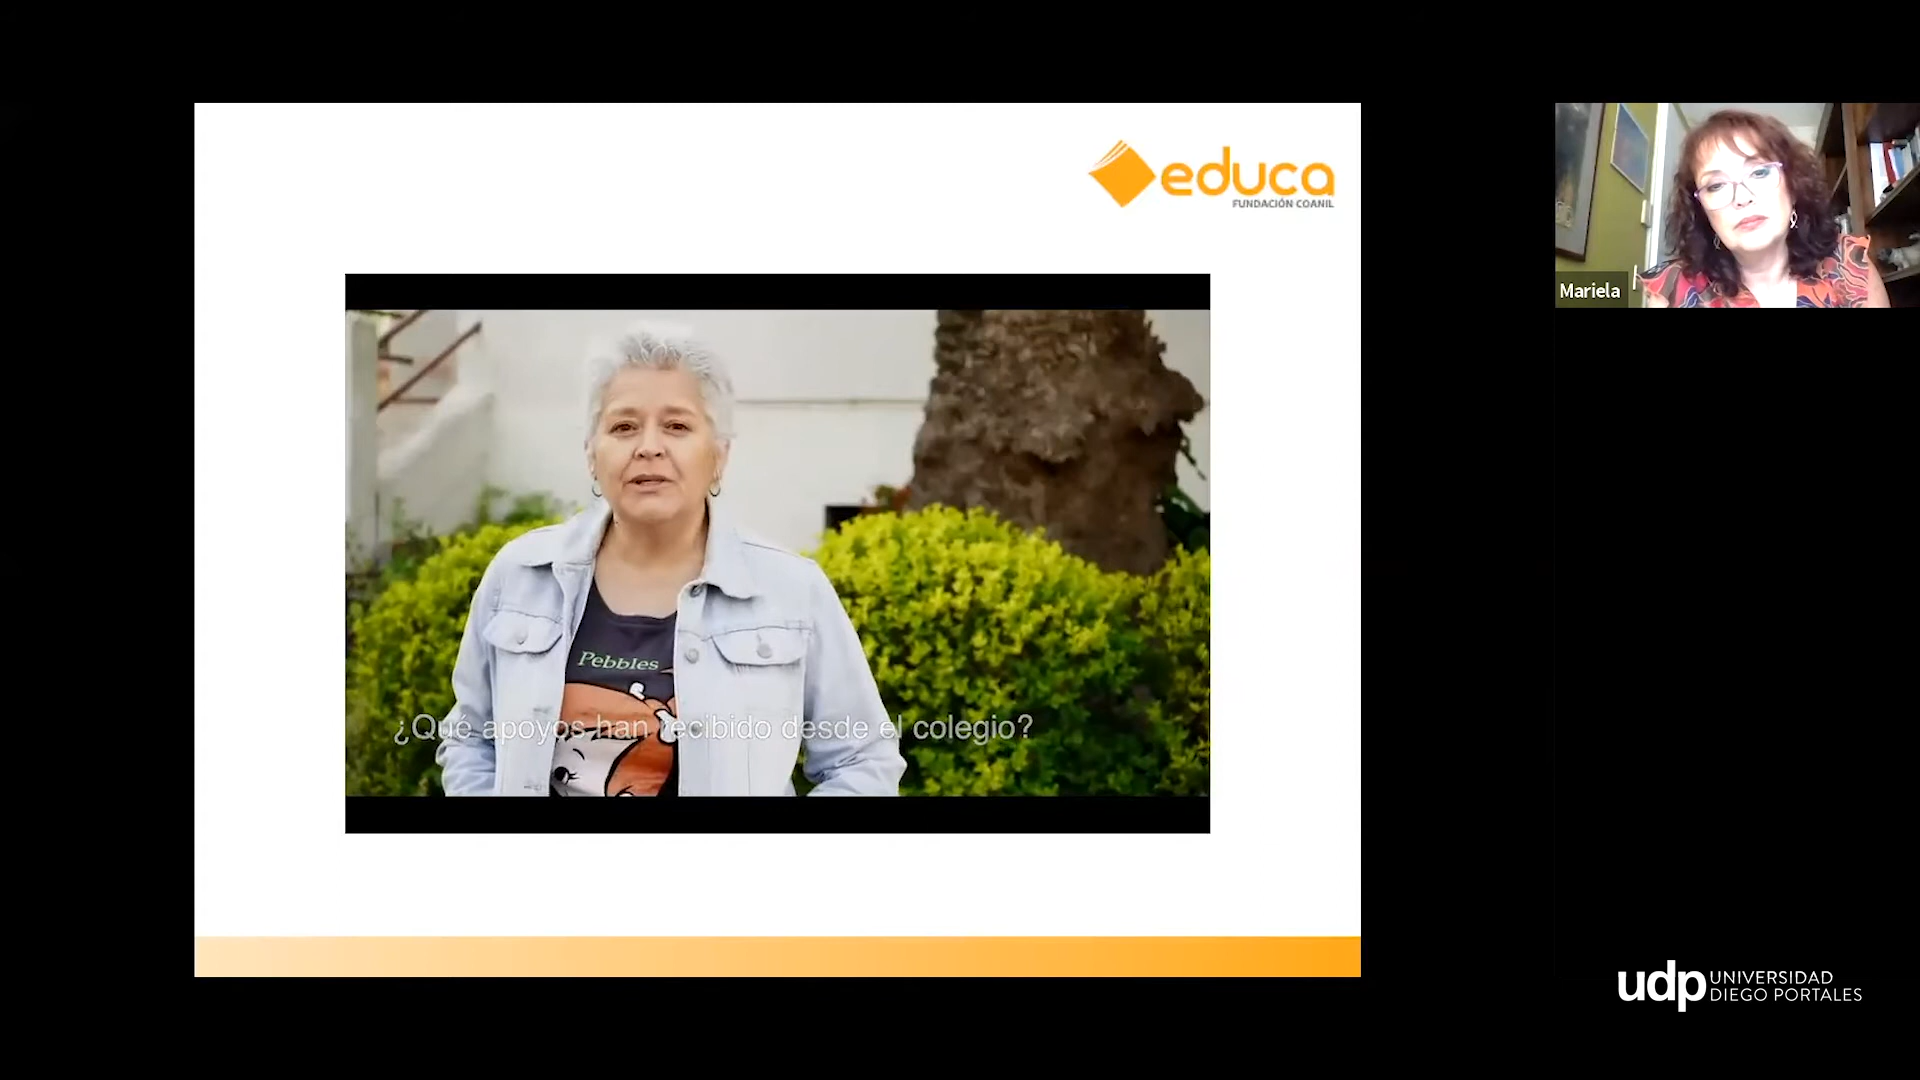 educa
FUNDACIÓN COANIL
Mariela
Pebbles
¿Qué apoyos han recibido desde el colegio?
udp UNIVERSIDAD
DIEGO PORTALES